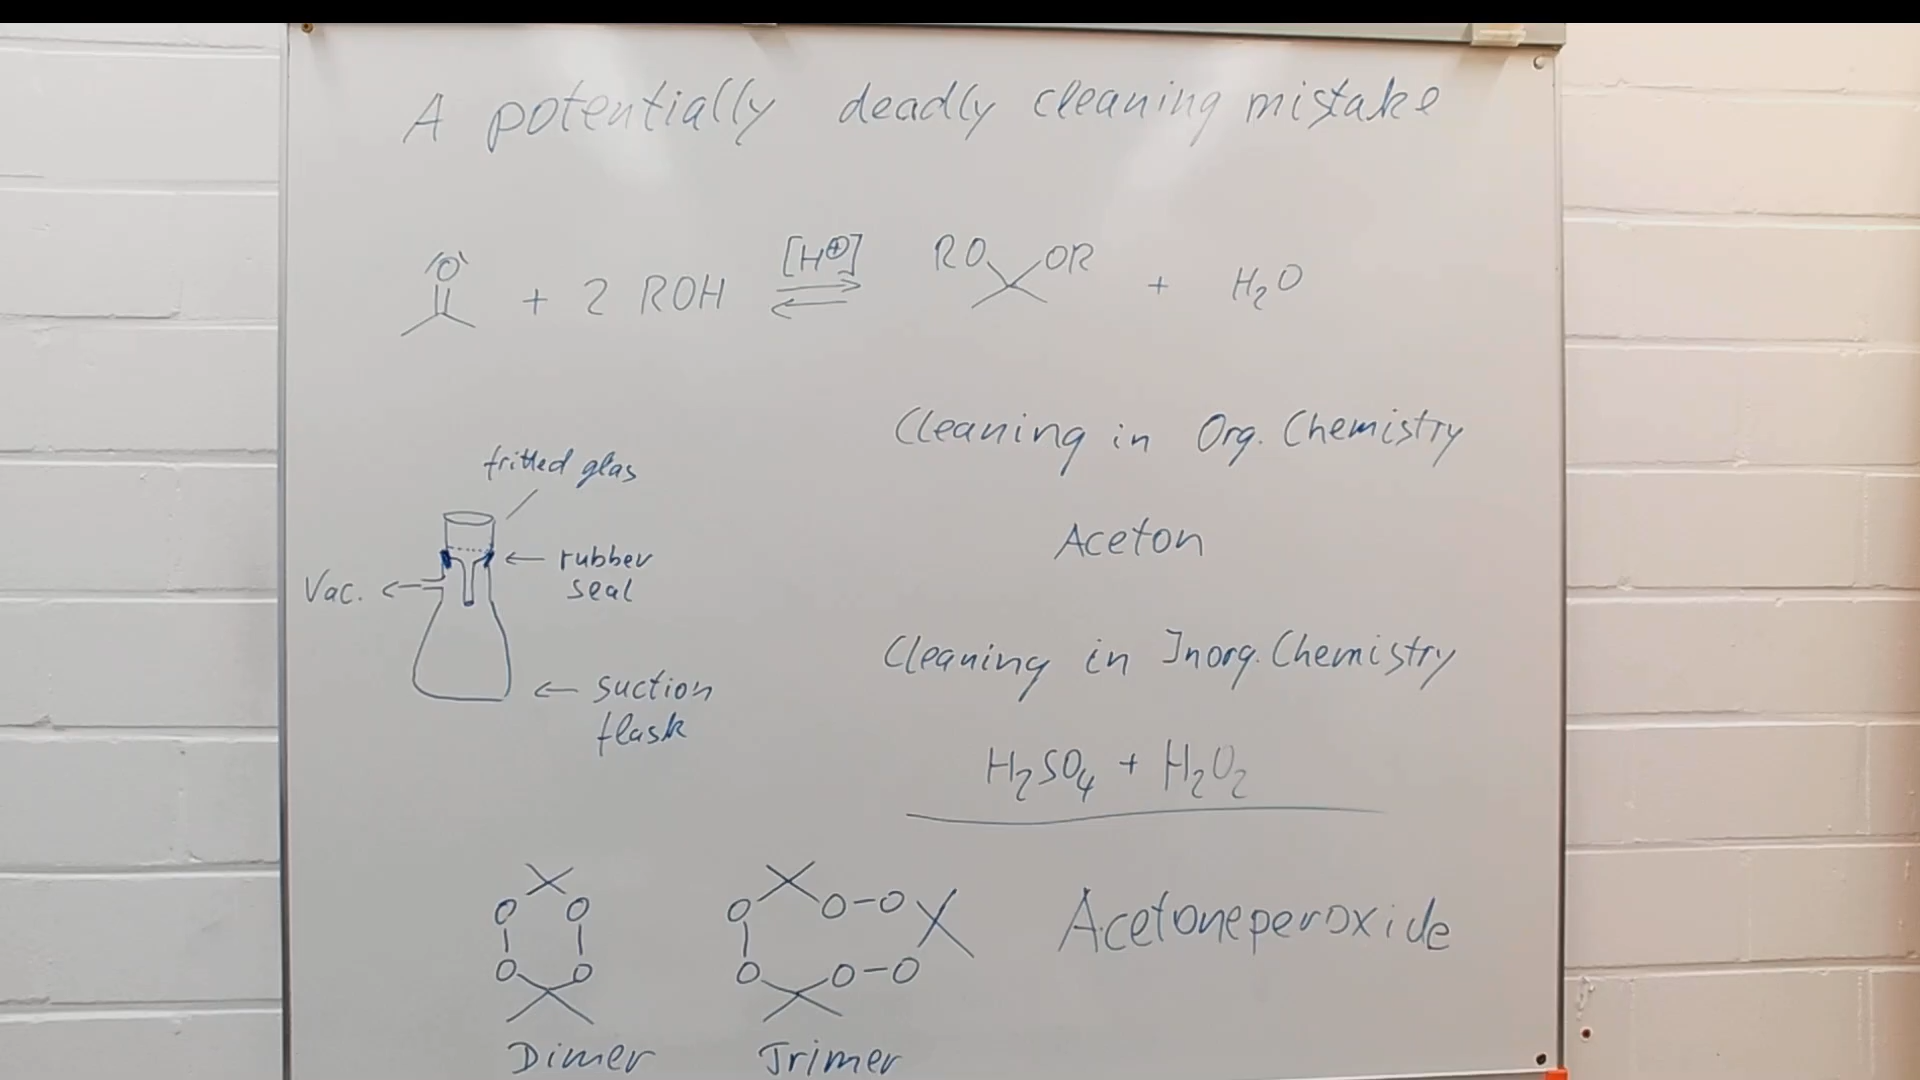 A potentially deadly cleaning mistake
O + 2 ROH [H⊕] ⇌ RO OR + H₂O
Cleaning in Org. Chemistry
Aceton
Cleaning in Inorg. Chemistry
H₂SO₄ + H₂O₂
fritted glas
rubber
seal
Vac.
suction
flask
O O
O O
Dimer
O O-O
O O-O
Trimer
Acetoneperoxide